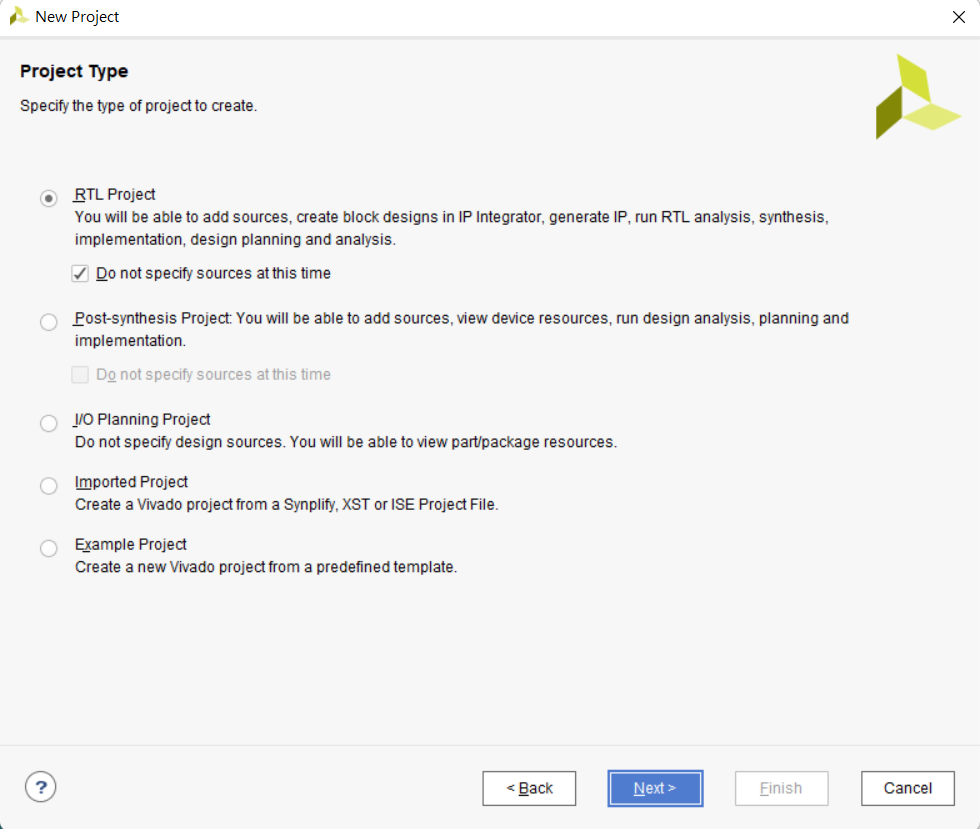 New Project
Project Type
Specify the type of project to create.
RTL Project
You will be able to add sources, create block designs in IP Integrator, generate IP, run RTL analysis, synthesis,
implementation, design planning and analysis.
Do not specify sources at this time
Post-synthesis Project: You will be able to add sources, view device resources, run design analysis, planning and
implementation.
Do not specify sources at this time
I/O Planning Project
Do not specify design sources. You will be able to view part/package resources.
Imported Project
Create a Vivado project from a Synplify, XST or ISE Project File.
Example Project
Create a new Vivado project from a predefined template.
? < Back Next > Finish Cancel